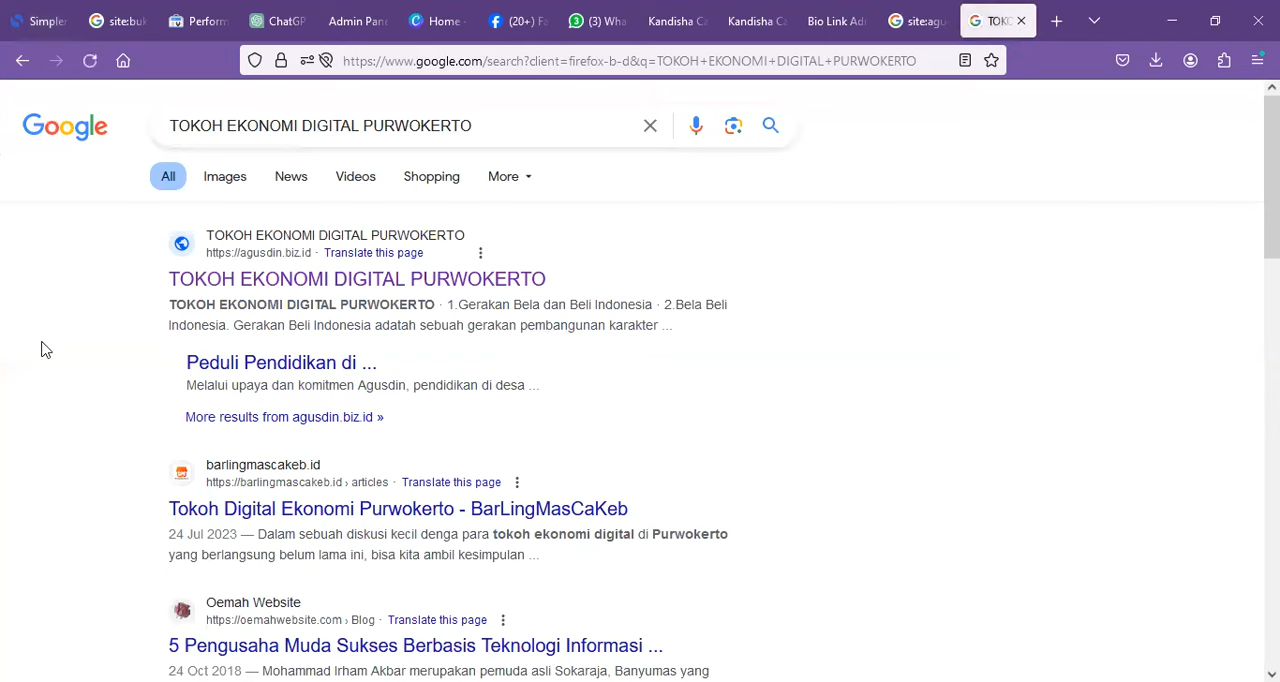 Simpler
site:buk
Perform
ChatGP
Admin Pan
Home -
(20+) Fa
(3) Wha
Kandisha Ca
Kandisha Ca
Bio Link Adm
site:agus
TOKO
https://www.google.com/search?client=firefox-b-d&q=TOKOH+EKONOMI+DIGITAL+PURWOKERTO
Google
TOKOH EKONOMI DIGITAL PURWOKERTO
All Images News Videos Shopping More
TOKOH EKONOMI DIGITAL PURWOKERTO
https://agusdin.biz.id · Translate this page
TOKOH EKONOMI DIGITAL PURWOKERTO
TOKOH EKONOMI DIGITAL PURWOKERTO · 1.Gerakan Bela dan Beli Indonesia · 2.Bela Beli
Indonesia. Gerakan Beli Indonesia adatah sebuah gerakan pembangunan karakter ...
Peduli Pendidikan di ...
Melalui upaya dan komitmen Agusdin, pendidikan di desa ...
More results from agusdin.biz.id »
barlingmascakeb.id
https://barlingmascakeb.id › articles · Translate this page
Tokoh Digital Ekonomi Purwokerto - BarLingMasCaKeb
24 Jul 2023 — Dalam sebuah diskusi kecil denga para tokoh ekonomi digital di Purwokerto
yang berlangsung belum lama ini, bisa kita ambil kesimpulan ...
Oemah Website
https://oemahwebsite.com › Blog · Translate this page
5 Pengusaha Muda Sukses Berbasis Teknologi Informasi ...
24 Oct 2018 — Mohammad Irham Akbar merupakan pemuda asli Sokaraja, Banyumas yang